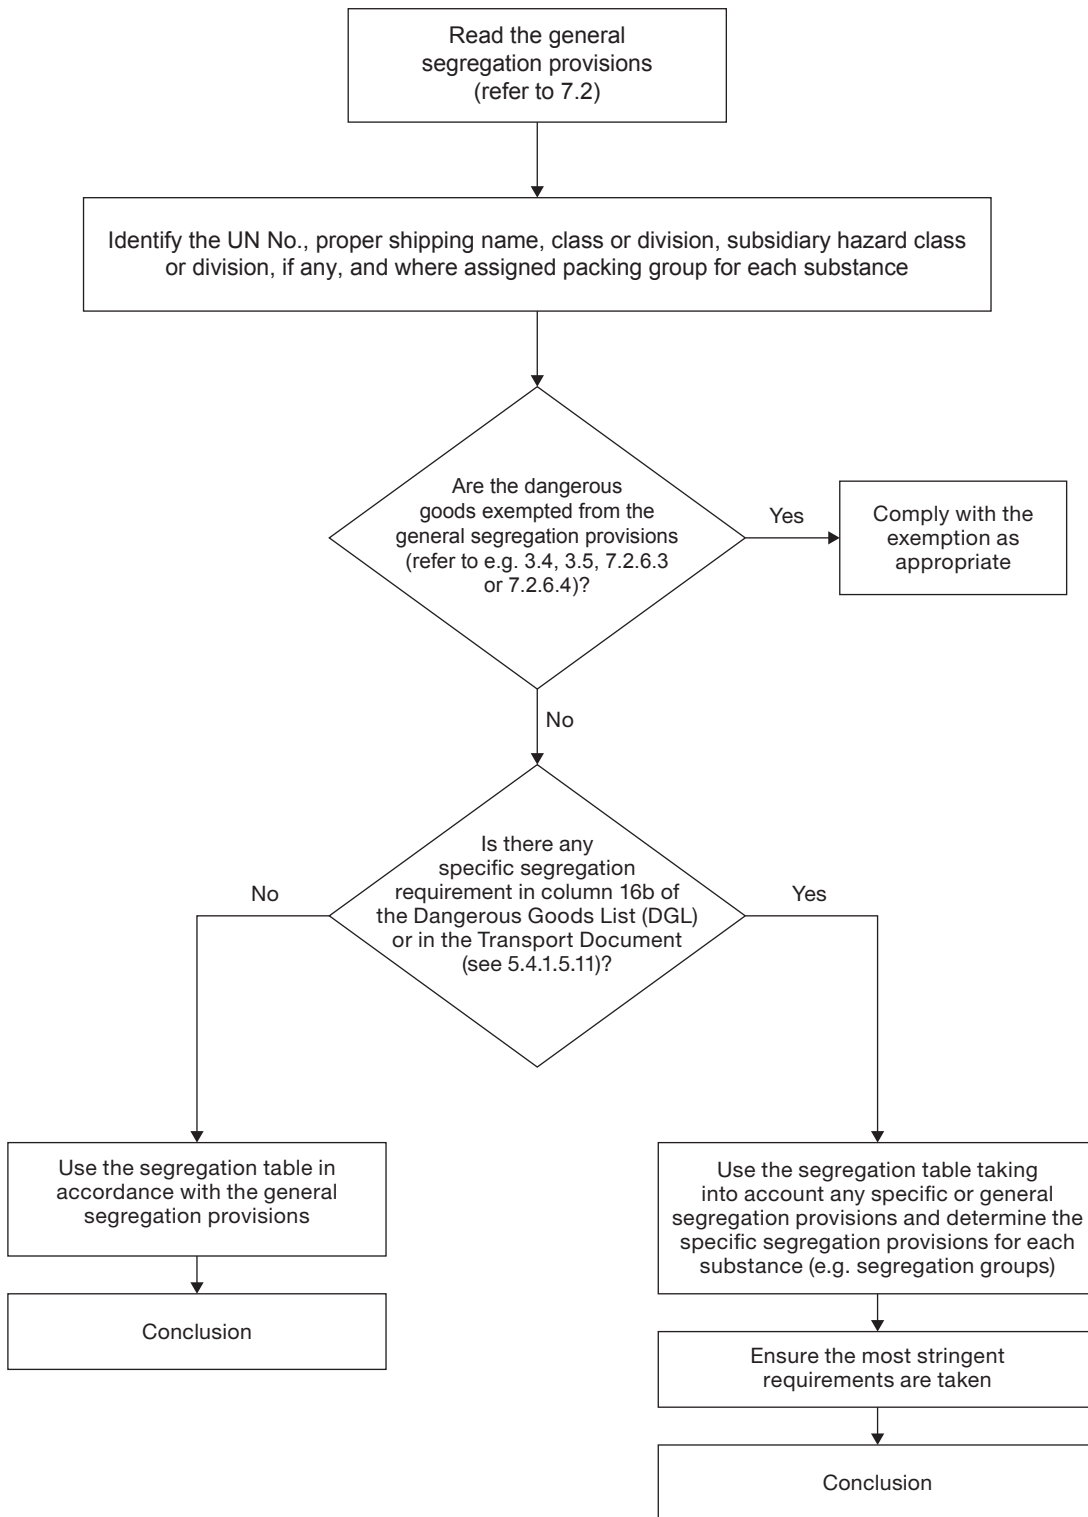 Read the general
segregation provisions
(refer to 7.2)
Identify the UN No., proper shipping name, class or division, subsidiary hazard class
or division, if any, and where assigned packing group for each substance
Are the dangerous
goods exempted from the
general segregation provisions
(refer to e.g. 3.4, 3.5, 7.2.6.3
or 7.2.6.4)?
Yes
Comply with the
exemption as
appropriate
No
Is there any
specific segregation
requirement in column 16b of
the Dangerous Goods List (DGL)
or in the Transport Document
(see 5.4.1.5.11)?
No
Yes
Use the segregation table in
accordance with the general
segregation provisions
Conclusion
Use the segregation table taking
into account any specific or general
segregation provisions and determine the
specific segregation provisions for each
substance (e.g. segregation groups)
Ensure the most stringent
requirements are taken
Conclusion